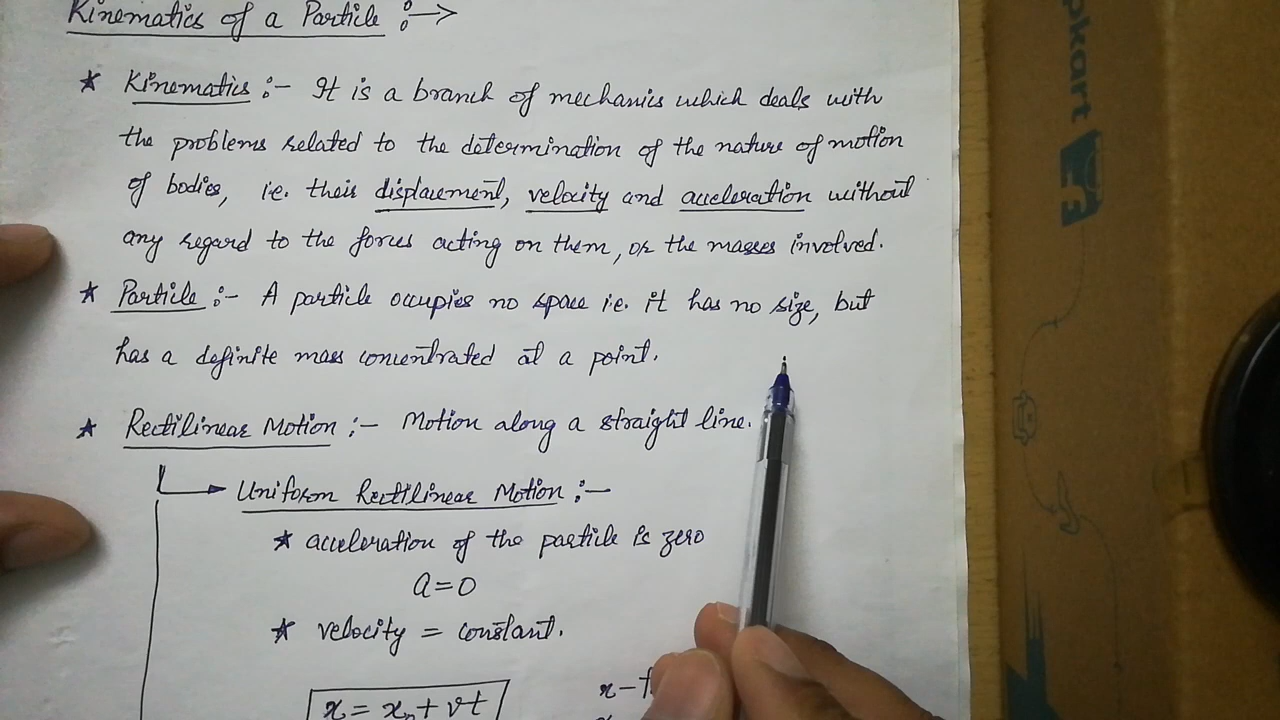 Kinematics of a Particle :→
* Kinematics :- It is a branch of mechanics which deals with
the problems related to the determination of the nature of motion
of bodies, i.e. their displacement, velocity and acceleration without
any regard to the forces acting on them, or the masses involved.
* Particle :- A particle occupies no space i.e. it has no size, but
has a definite mass concentrated at a point.
* Rectilinear Motion :- Motion along a straight line.
→ Uniform Rectilinear Motion :-
* acceleration of the particle is zero
a=0
* velocity = constant.
x = x₀ + vt
x-f
pkart